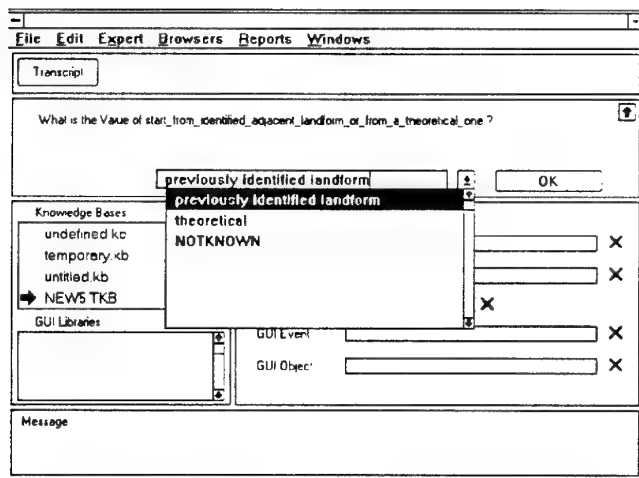 File Edit Expert Browsers Reports Windows
Transcript
What is the Value of start_from_identified_adjacent_landform_or_from_a_theoretical_one ?
previously identified landform
OK
previously identified landform
theoretical
NOTKNOWN
Knowledge Bases
undefined.kb
temporary.kb
untitled.kb
NEW5 TKB
GUI Libraries
GUI Event
GUI Object
Message